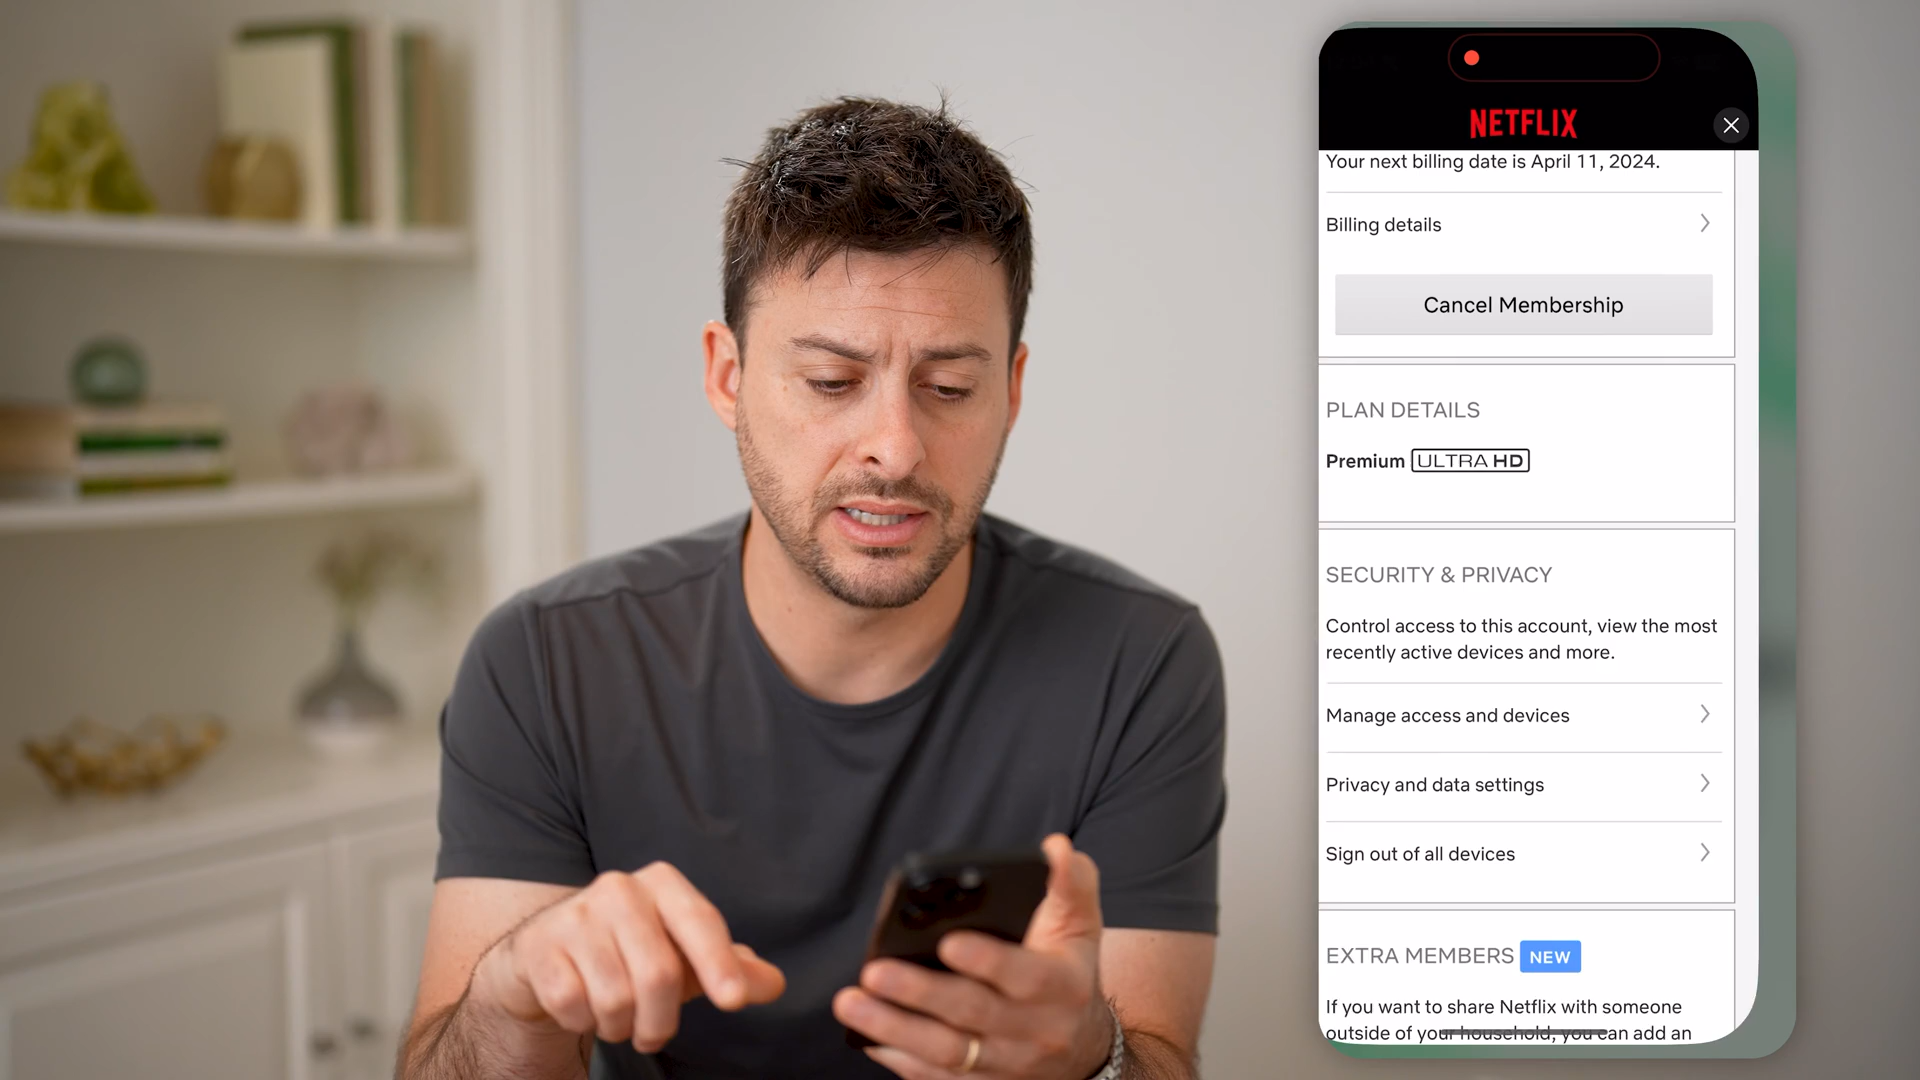 NETFLIX
Your next billing date is April 11, 2024.
Billing details
Cancel Membership
PLAN DETAILS
Premium ULTRA HD
SECURITY & PRIVACY
Control access to this account, view the most
recently active devices and more.
Manage access and devices
Privacy and data settings
Sign out of all devices
EXTRA MEMBERS NEW
If you want to share Netflix with someone
outside of your household, you can add an